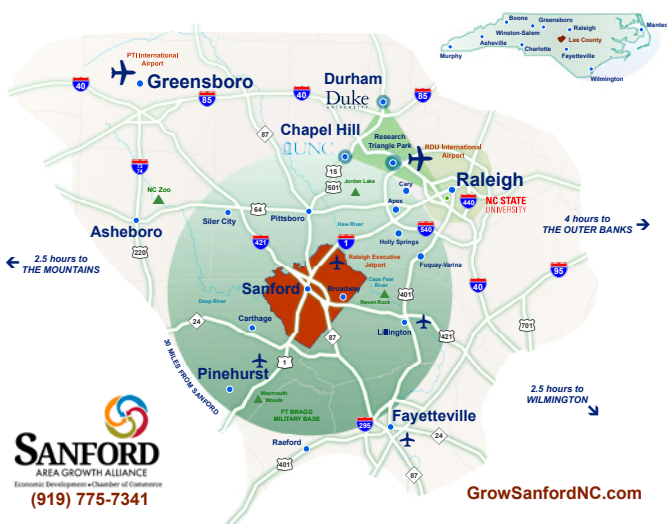 Boone
Greensboro
Winston-Salem
Raleigh
Manteo
Lee County
Asheville
Charlotte
Fayetteville
Murphy
Wilmington
PTI International
Airport
Greensboro
40
85
40
85
Durham
Duke
UNIVERSITY
87
Chapel Hill
UNC
Research
Triangle Park
RDU International
Airport
73
74
15
501
Jordan Lake
Cary
Raleigh
NC STATE
UNIVERSITY
440
NC Zoo
64
Siler City
Pittsboro
Apex
Asheboro
220
421
Haw River
1
Holly Springs
540
4 hours to
THE OUTER BANKS
2.5 hours to
THE MOUNTAINS
Raleigh Executive
Jetport
Fuquay-Varina
95
40
Sanford
Broadway
Cape Fear
River
Raven Rock
401
Deep River
24
Carthage
87
Lillington
421
701
30 MILES FROM SANFORD
1
Pinehurst
Weymouth
Woods
2.5 hours to
WILMINGTON
FT BRAGG
MILITARY BASE
295
Fayetteville
24
Raeford
401
87
SANFORD
AREA GROWTH ALLIANCE
Economic Development • Chamber of Commerce
(919) 775-7341
GrowSanfordNC.com